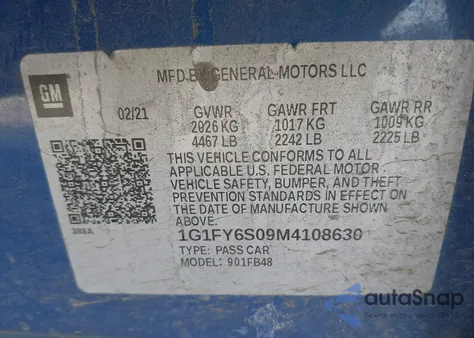 MFD BY GENERAL MOTORS LLC
GM
02/21
GVWR GAWR FRT GAWR RR
2026 KG 1017 KG 1009 KG
4467 LB 2242 LB 2225 LB
THIS VEHICLE CONFORMS TO ALL
APPLICABLE U.S. FEDERAL MOTOR
VEHICLE SAFETY, BUMPER, AND THEFT
PREVENTION STANDARDS IN EFFECT ON
THE DATE OF MANUFACTURE SHOWN
ABOVE.
388A
1G1FY6S09M4108630
TYPE: PASS CAR
MODEL: 901FB48
autoSnap